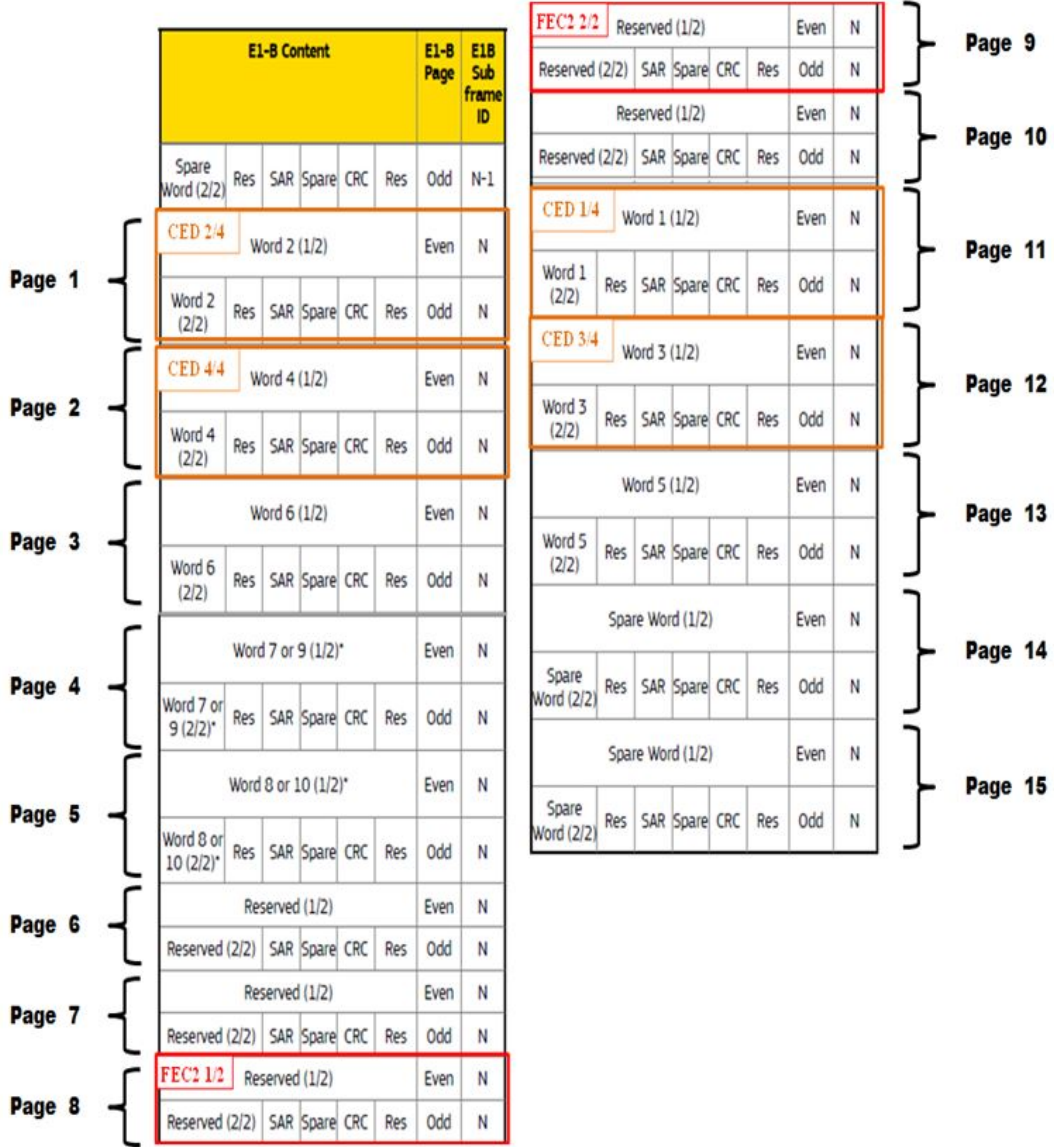 E1-B Content E1-B Page E1B Sub frame ID
Spare Word (2/2) Res SAR Spare CRC Res Odd N-1
Page 1
CED 2/4 Word 2 (1/2) Even N
Word 2 (2/2) Res SAR Spare CRC Res Odd N
Page 2
CED 4/4 Word 4 (1/2) Even N
Word 4 (2/2) Res SAR Spare CRC Res Odd N
Page 3
Word 6 (1/2) Even N
Word 6 (2/2) Res SAR Spare CRC Res Odd N
Page 4
Word 7 or 9 (1/2)* Even N
Word 7 or 9 (2/2)* Res SAR Spare CRC Res Odd N
Page 5
Word 8 or 10 (1/2)* Even N
Word 8 or 10 (2/2)* Res SAR Spare CRC Res Odd N
Page 6
Reserved (1/2) Even N
Reserved (2/2) SAR Spare CRC Res Odd N
Page 7
Reserved (1/2) Even N
Reserved (2/2) SAR Spare CRC Res Odd N
Page 8
FEC2 1/2 Reserved (1/2) Even N
Reserved (2/2) SAR Spare CRC Res Odd N
FEC2 2/2 Reserved (1/2) Even N
Reserved (2/2) SAR Spare CRC Res Odd N
Page 9
Reserved (1/2) Even N
Reserved (2/2) SAR Spare CRC Res Odd N
Page 10
CED 1/4 Word 1 (1/2) Even N
Word 1 (2/2) Res SAR Spare CRC Res Odd N
Page 11
CED 3/4 Word 3 (1/2) Even N
Word 3 (2/2) Res SAR Spare CRC Res Odd N
Page 12
Word 5 (1/2) Even N
Word 5 (2/2) Res SAR Spare CRC Res Odd N
Page 13
Spare Word (1/2) Even N
Spare Word (2/2) Res SAR Spare CRC Res Odd N
Page 14
Spare Word (1/2) Even N
Spare Word (2/2) Res SAR Spare CRC Res Odd N
Page 15